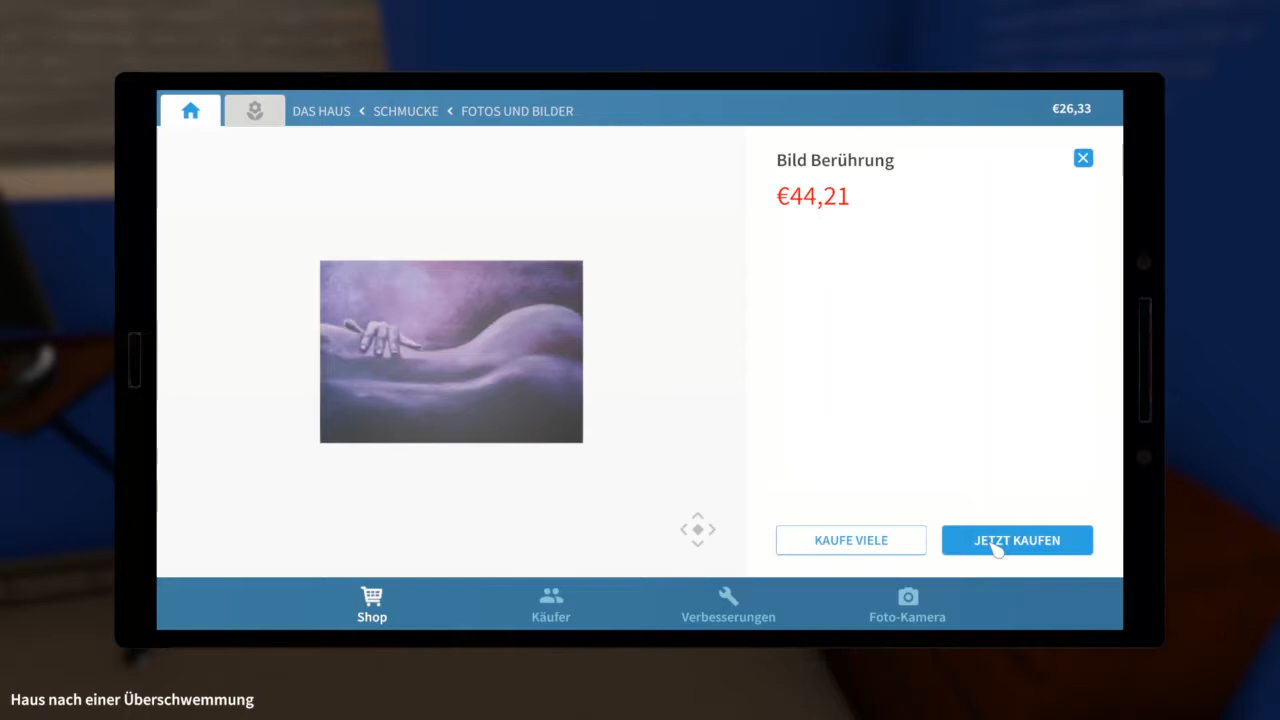 DAS HAUS < SCHMUCKE < FOTOS UND BILDER
€26,33
Bild Berührung
€44,21
KAUFE VIELE
JETZT KAUFEN
Shop
Käufer
Verbesserungen
Foto-Kamera
Haus nach einer Überschwemmung